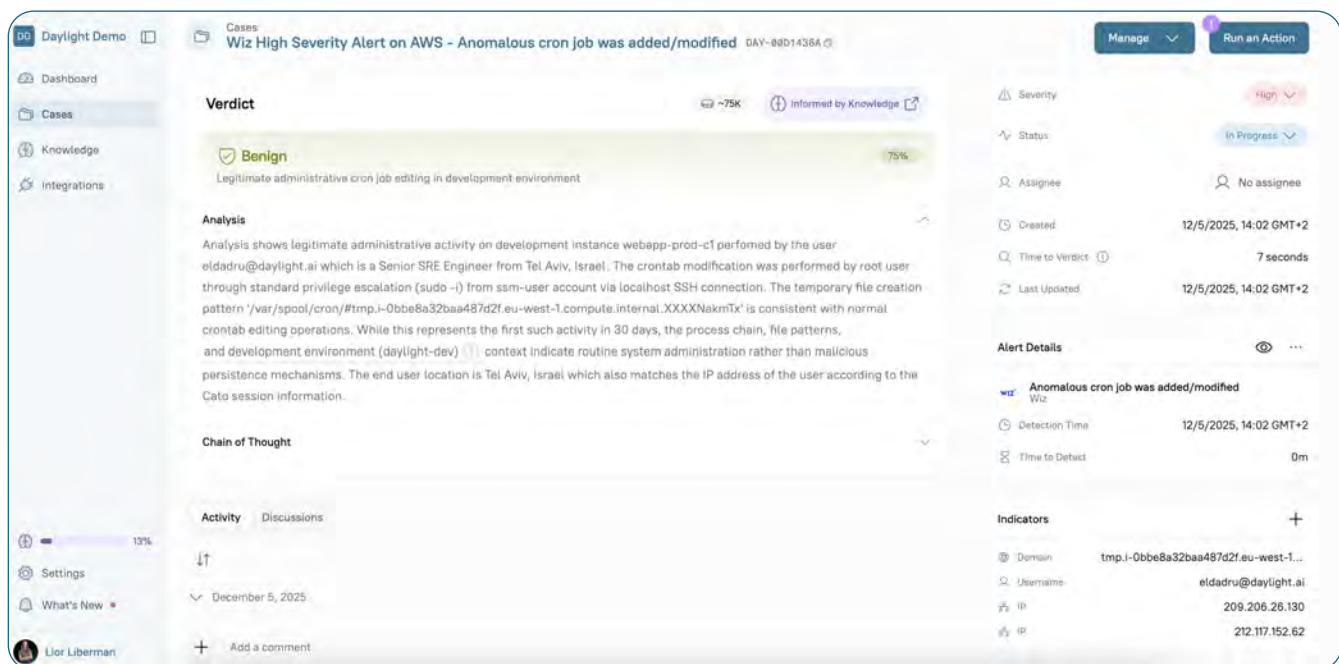 DD Daylight Demo
Dashboard
Cases
Knowledge
Integrations
13%
Settings
What's New
Lior Liberman
Cases
Wiz High Severity Alert on AWS - Anomalous cron job was added/modified DAY-00D1438A
Manage
1
Run an Action
Verdict
~75K
Informed by Knowledge
Benign
75%
Legitimate administrative cron job editing in development environment
Analysis
Analysis shows legitimate administrative activity on development instance webapp-prod-c1 perfomed by the user
eldadru@daylight.ai which is a Senior SRE Engineer from Tel Aviv, Israel. The crontab modification was performed by root user
through standard privilege escalation (sudo -i) from ssm-user account via localhost SSH connection. The temporary file creation
pattern '/var/spool/cron/#tmp.i-0bbe8a32baa487d2f.eu-west-1.compute.internal.XXXXNakmTx' is consistent with normal
crontab editing operations. While this represents the first such activity in 30 days, the process chain, file patterns,
and development environment (daylight-dev) context indicate routine system administration rather than malicious
persistence mechanisms. The end user location is Tel Aviv, Israel which also matches the IP address of the user according to the
Cato session information.
Chain of Thought
Activity Discussions
December 5, 2025
Add a comment
Severity High
Status In Progress
Assignee No assignee
Created 12/5/2025, 14:02 GMT+2
Time to Verdict 7 seconds
Last Updated 12/5/2025, 14:02 GMT+2
Alert Details
WIZ Anomalous cron job was added/modified
Wiz
Detection Time 12/5/2025, 14:02 GMT+2
Time to Detect 0m
Indicators
Domain tmp.i-0bbe8a32baa487d2f.eu-west-1...
Username eldadru@daylight.ai
IP 209.206.26.130
IP 212.117.152.62